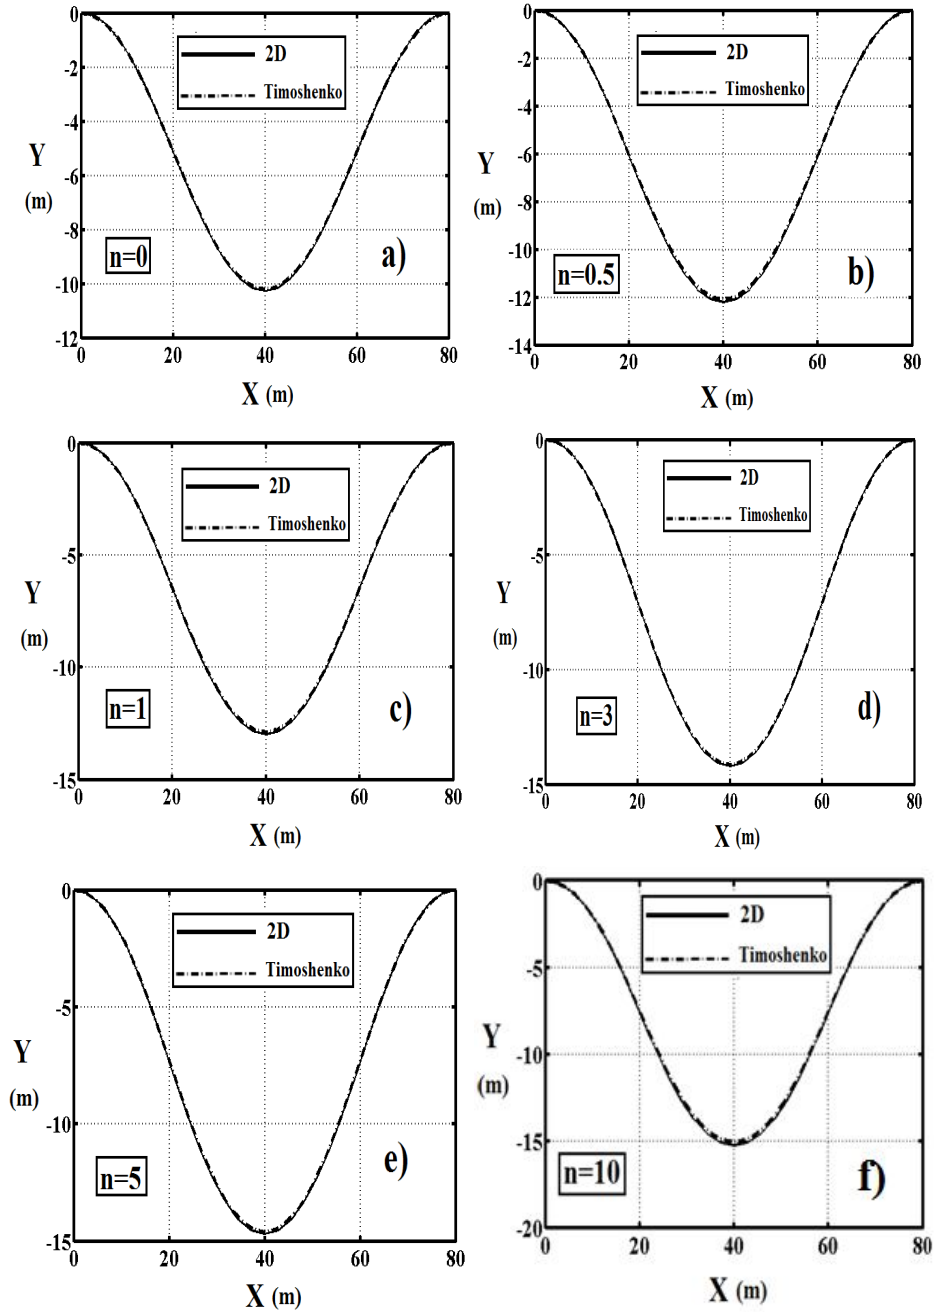 0
-2
-4
-6
-8
-10
-12
0 20 40 60 80
Y
(m)
X (m)
2D
Timoshenko
n=0
a)
0
-2
-4
-6
-8
-10
-12
-14
0 20 40 60 80
Y
(m)
X (m)
2D
Timoshenko
n=0.5
b)
0
-5
-10
-15
0 20 40 60 80
Y
(m)
X (m)
2D
Timoshenko
n=1
c)
0
-5
-10
-15
0 20 40 60 80
Y
(m)
X (m)
2D
Timoshenko
n=3
d)
0
-5
-10
-15
0 20 40 60 80
Y
(m)
X (m)
2D
Timoshenko
n=5
e)
0
-5
-10
-15
-20
0 20 40 60 80
Y
(m)
X (m)
2D
Timoshenko
n=10
f)